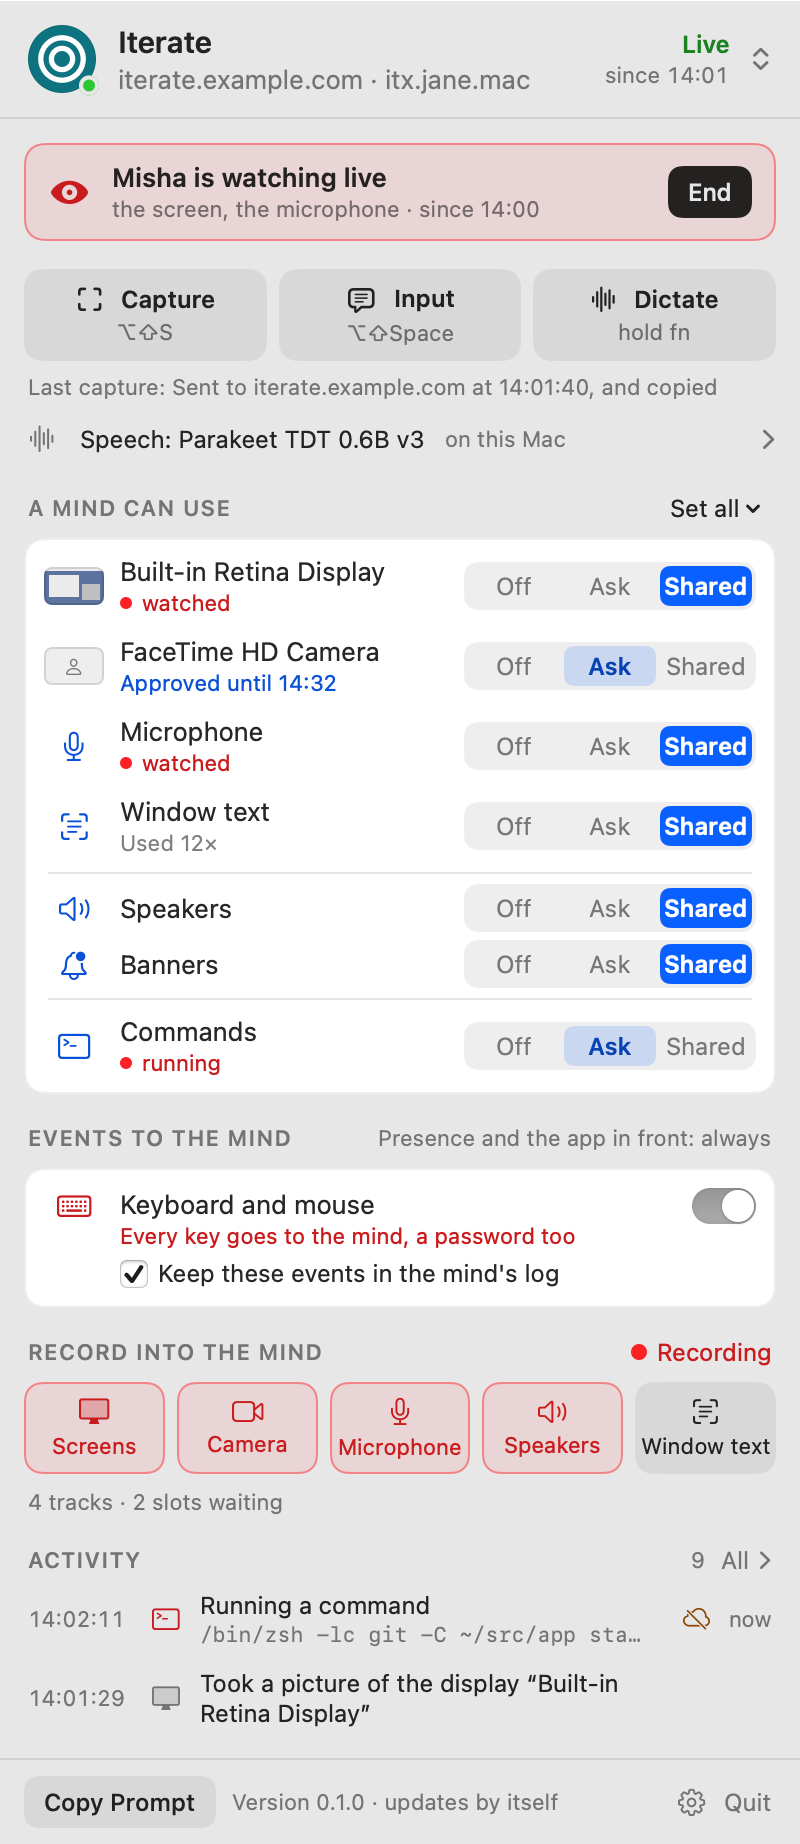 Iterate
iterate.example.com · itx.jane.mac
Live
since 14:01
Misha is watching live
the screen, the microphone · since 14:00
End
Capture
⌥⇧S
Input
⌥⇧Space
Dictate
hold fn
Last capture: Sent to iterate.example.com at 14:01:40, and copied
Speech: Parakeet TDT 0.6B v3 on this Mac
A MIND CAN USE
Set all
Built-in Retina Display
watched
Off Ask Shared
FaceTime HD Camera
Approved until 14:32
Off Ask Shared
Microphone
watched
Off Ask Shared
Window text
Used 12×
Off Ask Shared
Speakers
Off Ask Shared
Banners
Off Ask Shared
Commands
running
Off Ask Shared
EVENTS TO THE MIND
Presence and the app in front: always
Keyboard and mouse
Every key goes to the mind, a password too
Keep these events in the mind's log
RECORD INTO THE MIND
Recording
Screens
Camera
Microphone
Speakers
Window text
4 tracks · 2 slots waiting
ACTIVITY
9 All
14:02:11
Running a command
/bin/zsh -lc git -C ~/src/app sta…
now
14:01:29
Took a picture of the display “Built-in
Retina Display”
Copy Prompt
Version 0.1.0 · updates by itself
Quit